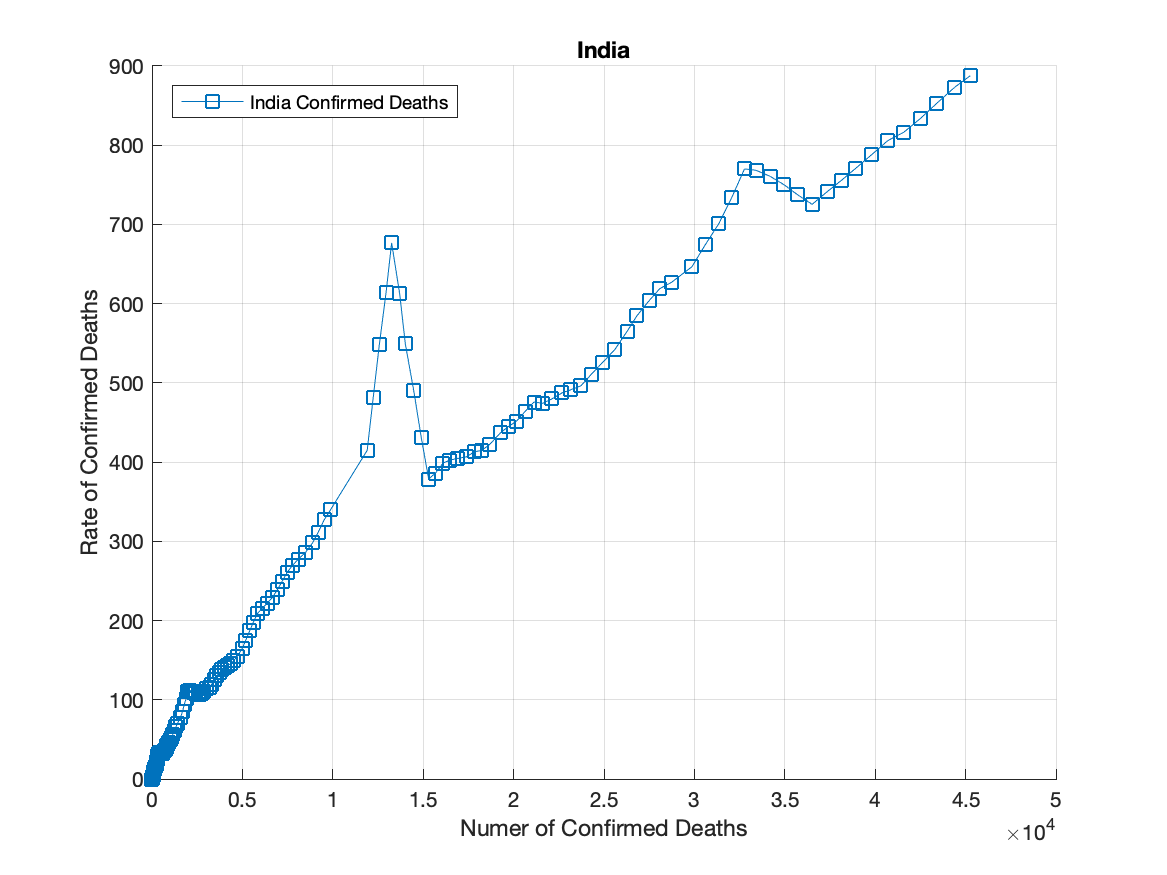 India
900
800
700
600
500
400
300
200
100
0
Rate of Confirmed Deaths
India Confirmed Deaths
0 0.5 1 1.5 2 2.5 3 3.5 4 4.5 5
Numer of Confirmed Deaths
×10⁴